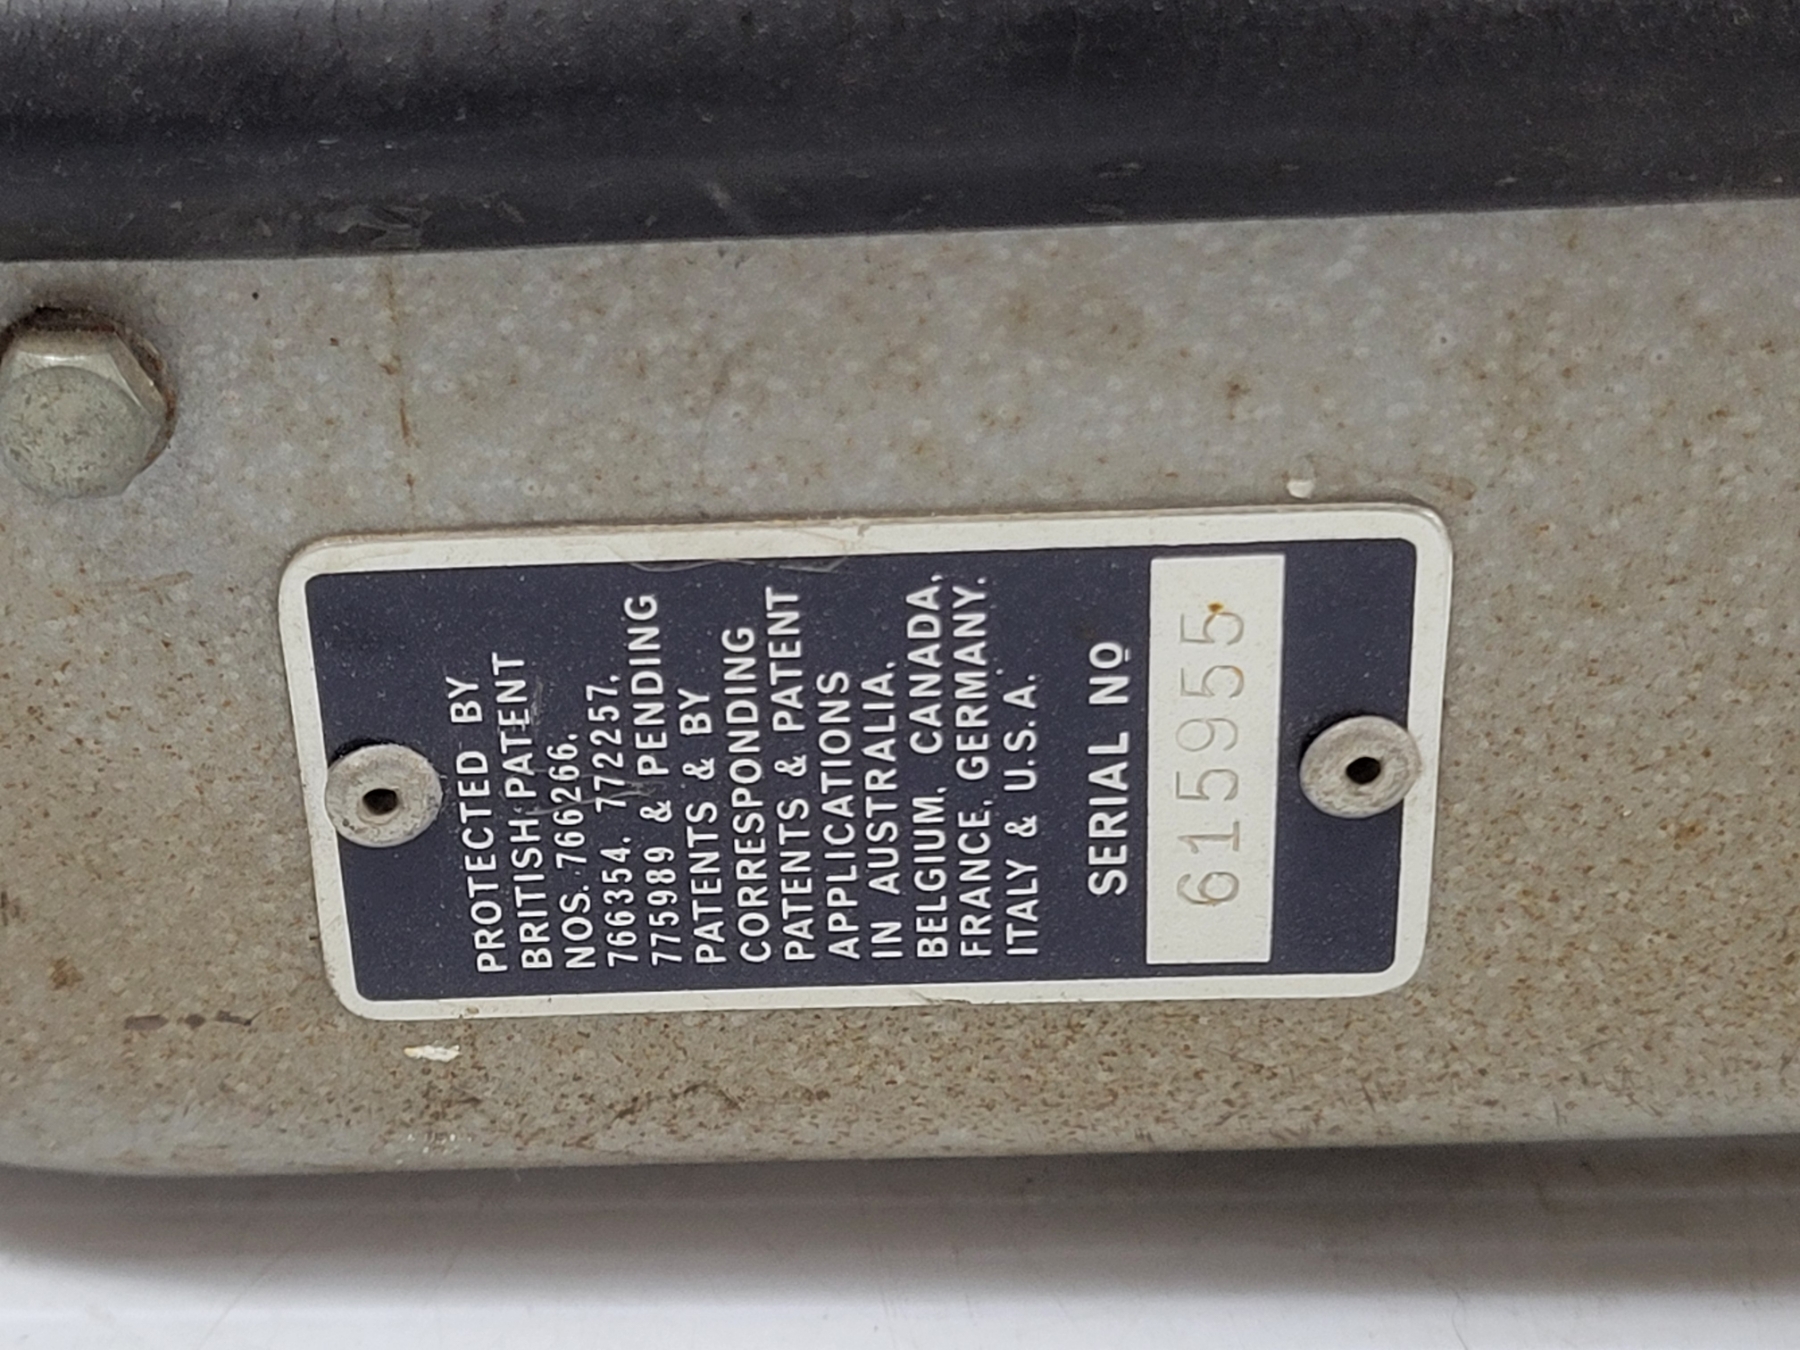 PROTECTED BY
BRITISH PATENT
NOS. 766266.
766354. 772257.
775989 & PENDING
PATENTS & BY
CORRESPONDING
PATENTS & PATENT
APPLICATIONS
IN AUSTRALIA.
BELGIUM. CANADA,
FRANCE. GERMANY.
ITALY & U.S.A.
SERIAL NO
615955